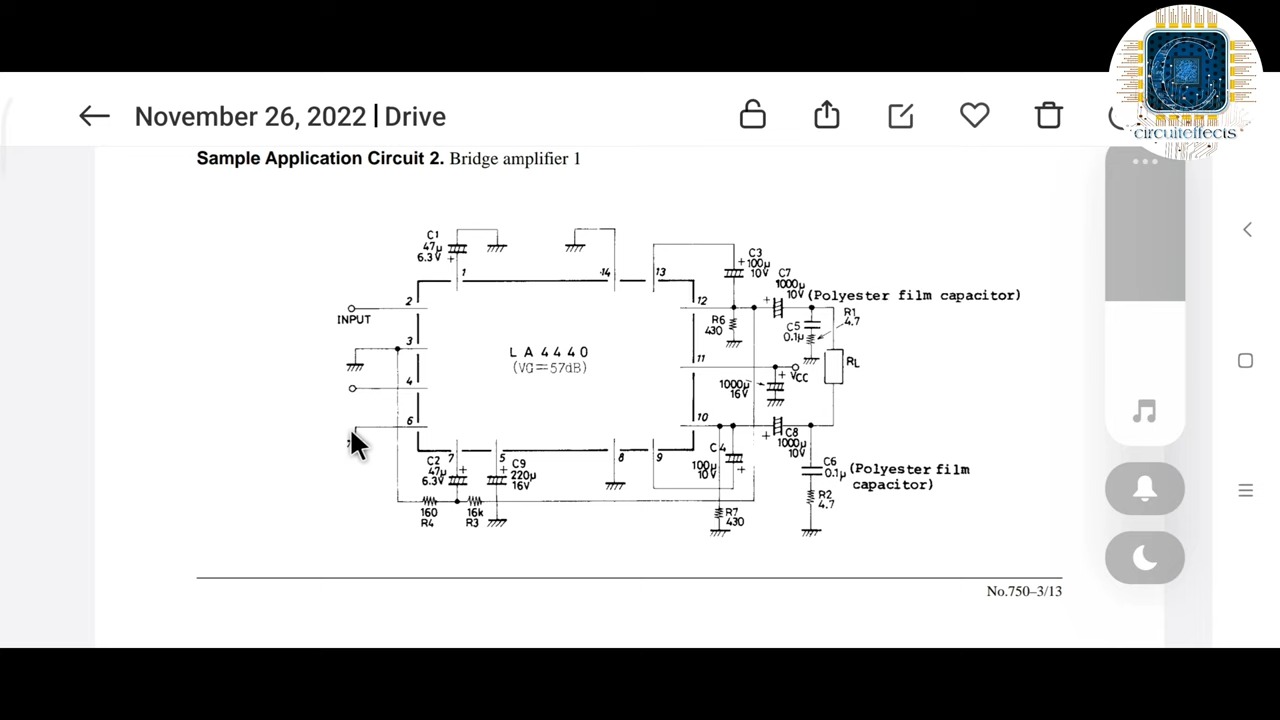 November 26, 2022 | Drive
circuiteffects
Sample Application Circuit 2. Bridge amplifier 1
C1
47µ
6.3V
+
1
14
13
C3
+100µ
10V
C7
1000µ
10V (Polyester film capacitor)
+
2
12
INPUT
R6
430
C5
0.1µ
R1
4.7
3
LA4440
(VG=57dB)
11
RL
VCC
4
1000µ
16V
+
6
10
C8
1000µ
10V
+
C2
47µ
6.3V
+
7
5
C9
220µ
16V
+
8
9
C4
100µ
10V
+
C6
0.1µ (Polyester film
capacitor)
160
R4
16k
R3
R7
430
R2
4.7
No.750–3/13